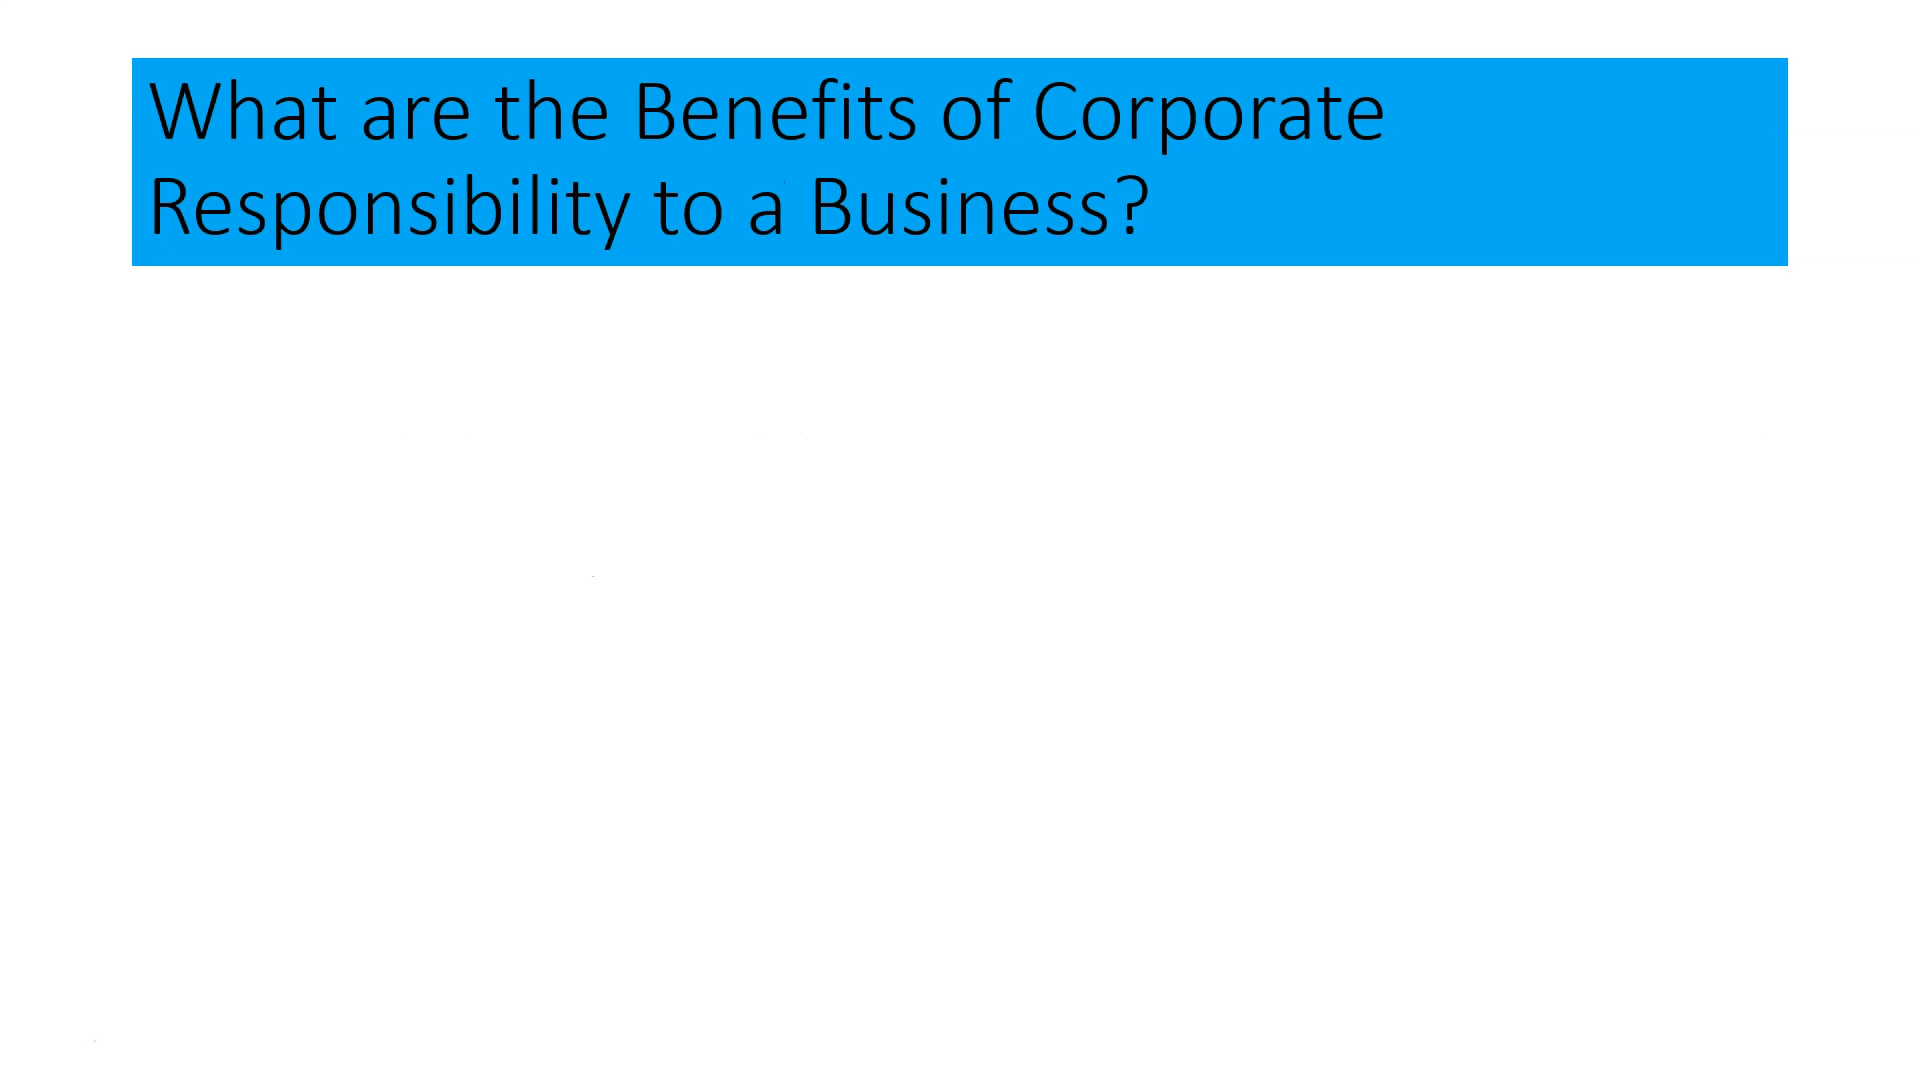 What are the Benefits of Corporate
Responsibility to a Business?